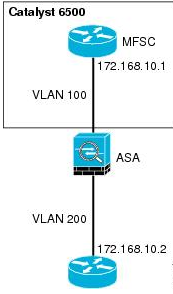 Catalyst 6500
MFSC
172.168.10.1
VLAN 100
ASA
VLAN 200
172.168.10.2